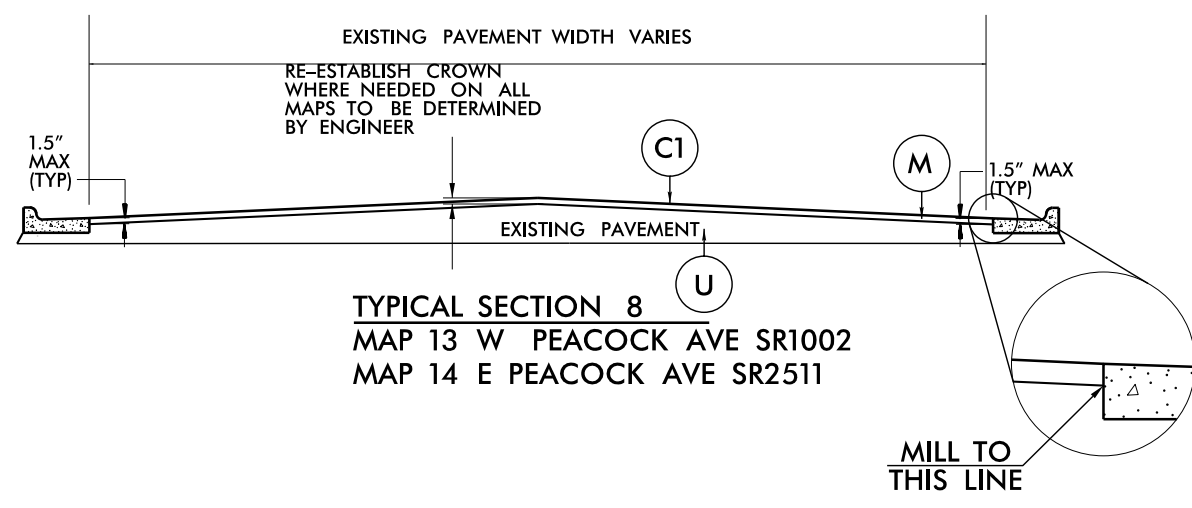 EXISTING PAVEMENT WIDTH VARIES
RE-ESTABLISH CROWN
WHERE NEEDED ON ALL
MAPS TO BE DETERMINED
BY ENGINEER
1.5"
MAX
(TYP)
C1
M
1.5" MAX
(TYP)
EXISTING PAVEMENT
U
TYPICAL SECTION 8
MAP 13 W PEACOCK AVE SR1002
MAP 14 E PEACOCK AVE SR2511
MILL TO
THIS LINE